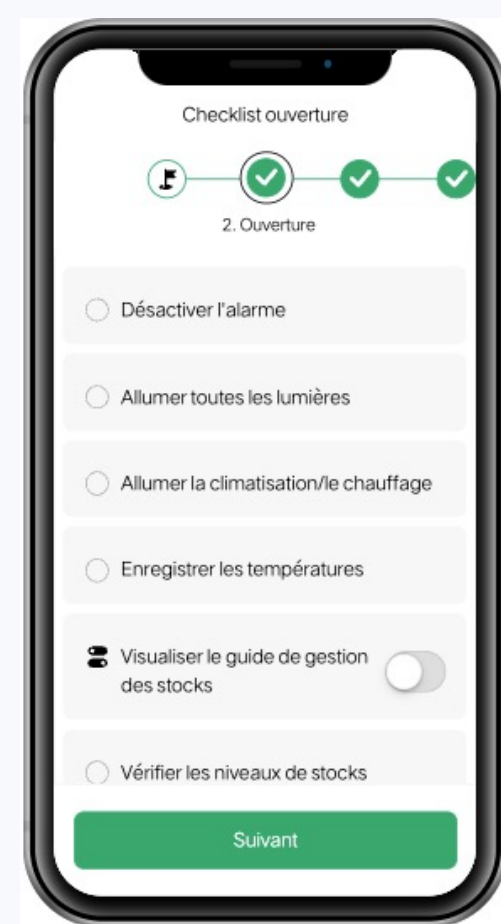 Checklist ouverture
2. Ouverture
Désactiver l'alarme
Allumer toutes les lumières
Allumer la climatisation/le chauffage
Enregistrer les températures
Visualiser le guide de gestion
des stocks
Vérifier les niveaux de stocks
Suivant